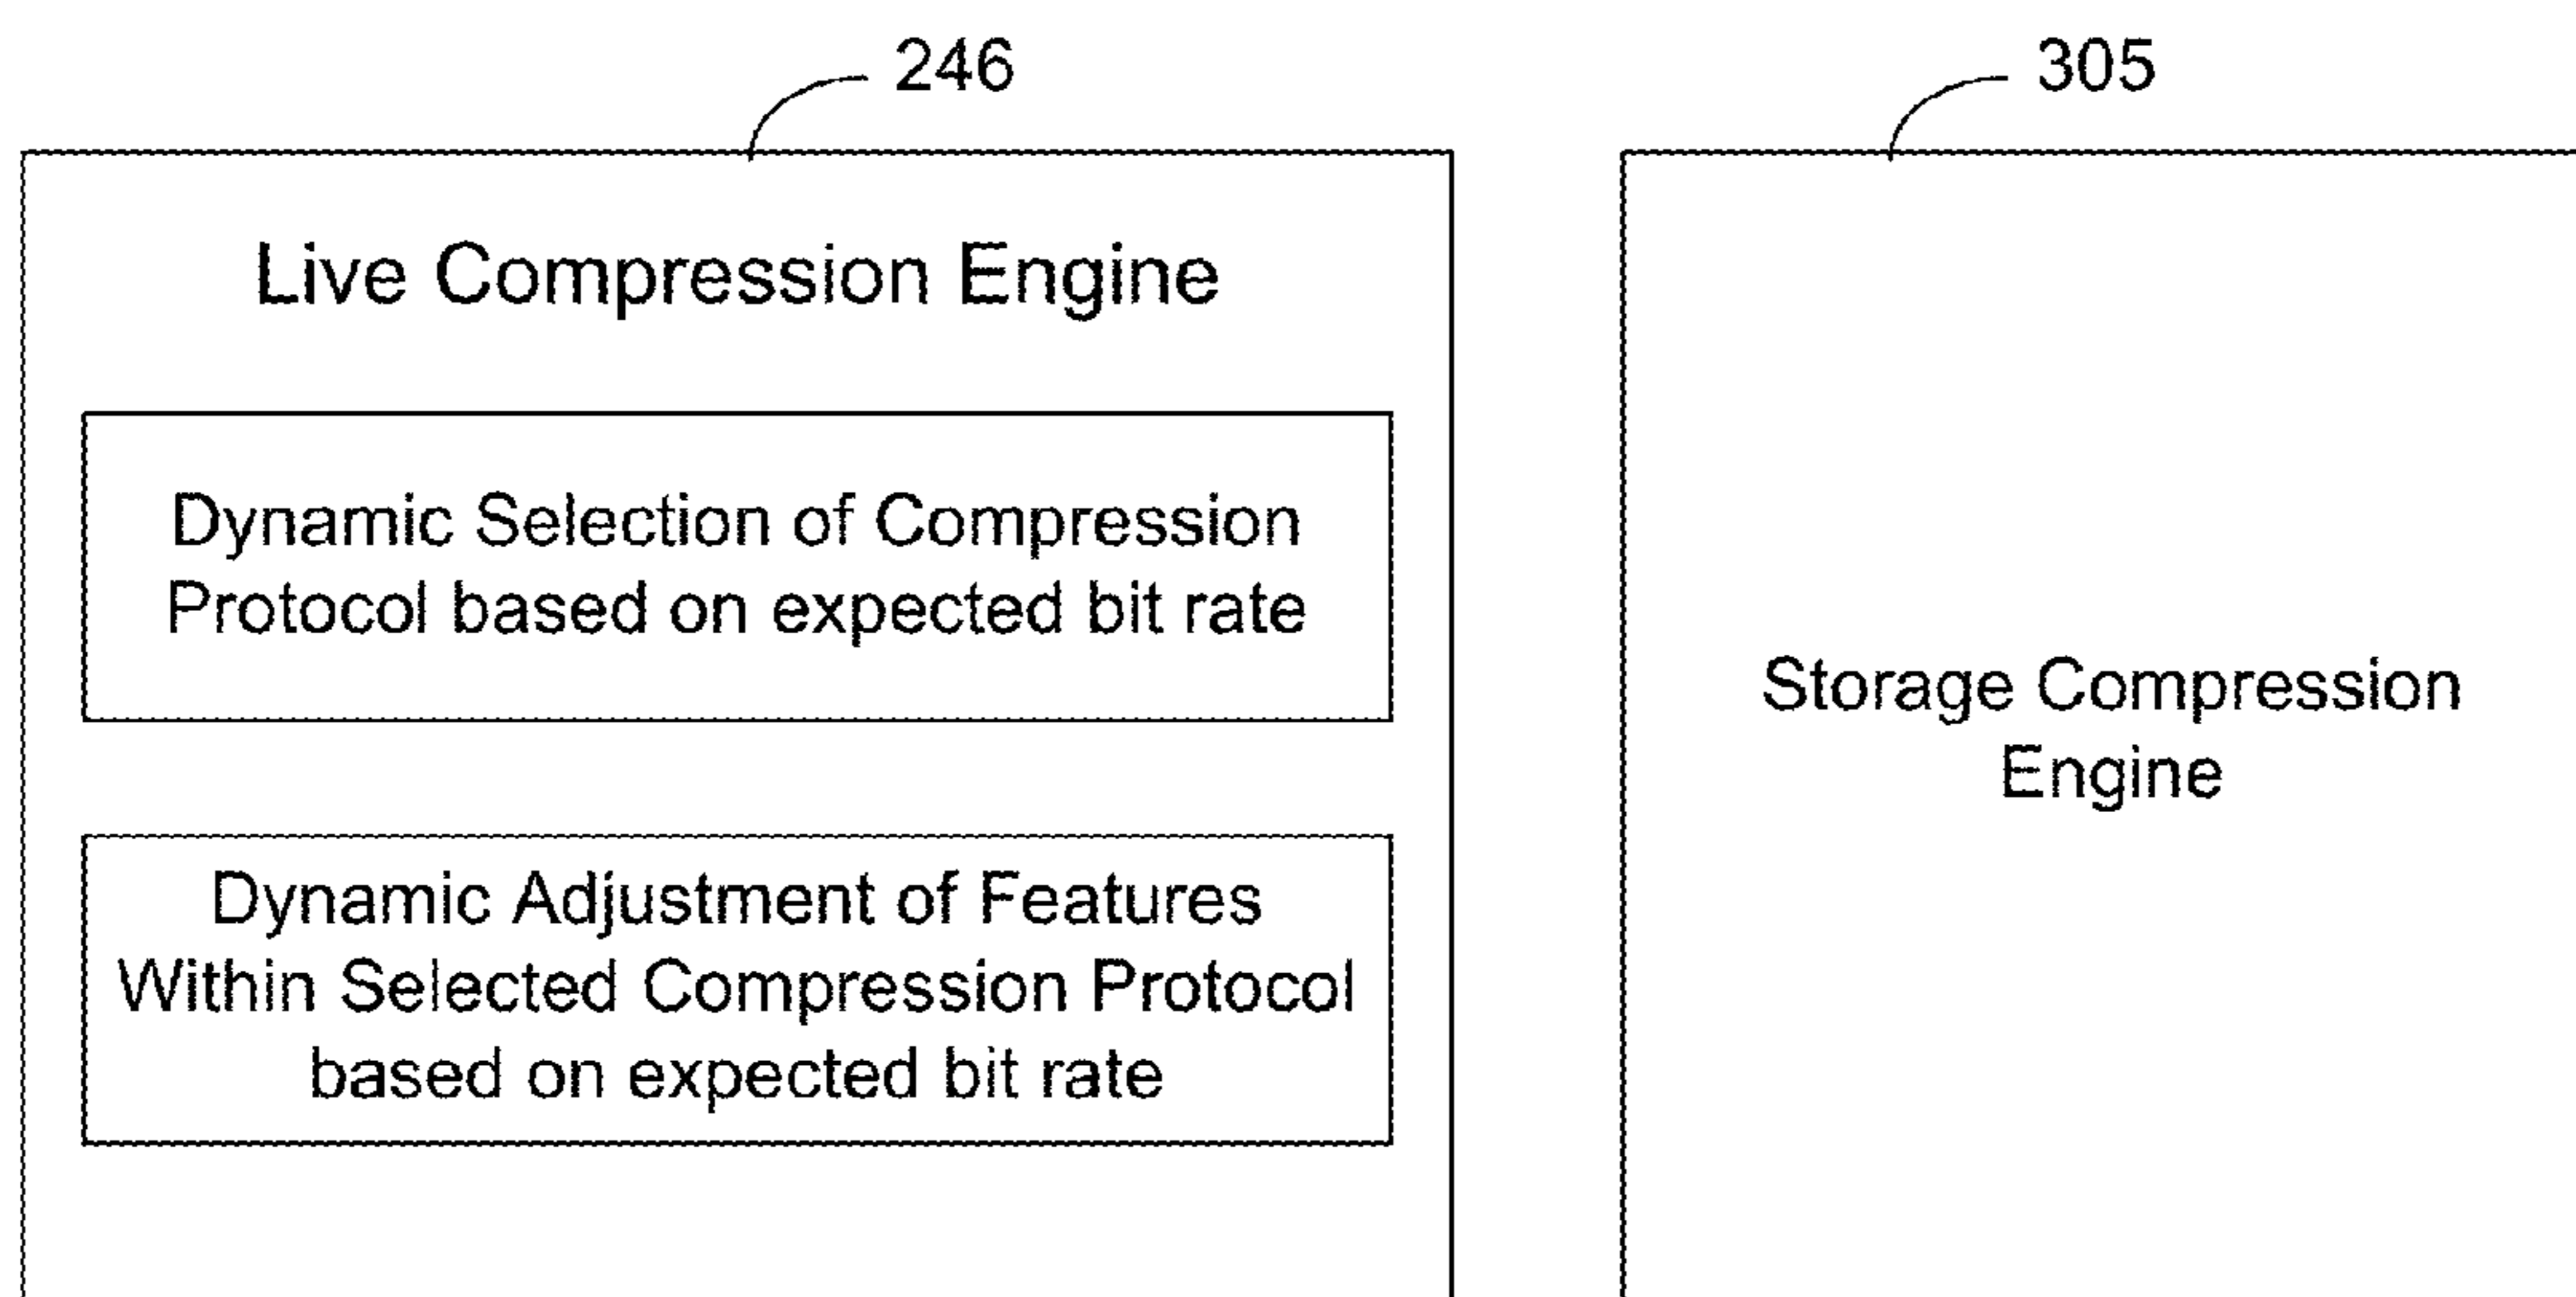 246
305
Live Compression Engine
Dynamic Selection of Compression
Protocol based on expected bit rate
Dynamic Adjustment of Features
Within Selected Compression Protocol
based on expected bit rate
Storage Compression
Engine